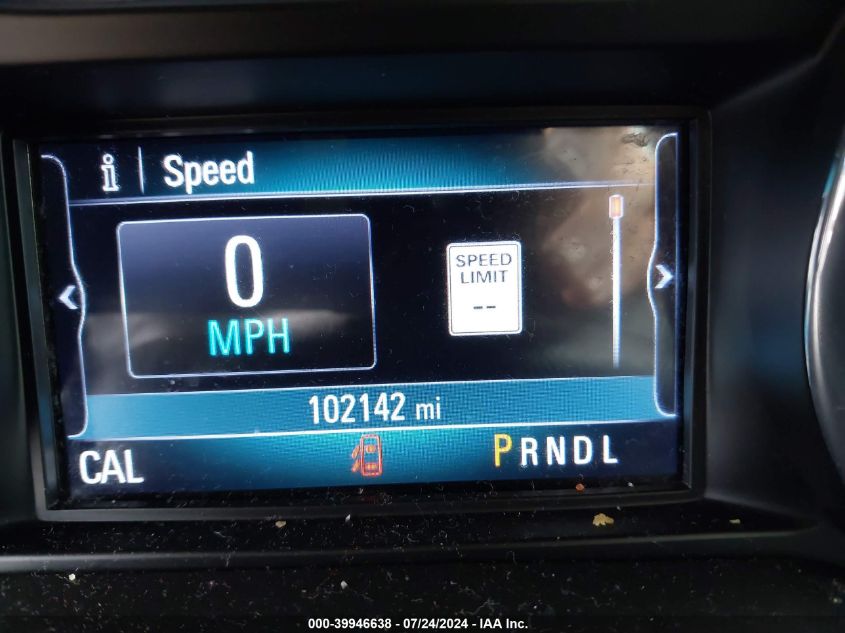 i Speed
0
MPH
SPEED
LIMIT
--
102142 mi
CAL
PRNDL
000-39946638 - 07/24/2024 - IAA Inc.